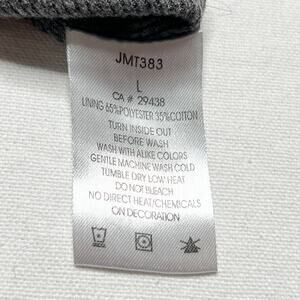 JMT383
L
CA # 29438
LINING 65%POLYESTER 35%COTTON
TURN INSIDE OUT
BEFORE WASH
WASH WITH ALIKE COLORS
GENTLE MACHINE WASH COLD
TUMBLE DRY LOW HEAT
DO NOT BLEACH
NO DIRECT HEAT/CHEMICALS
ON DECORATION